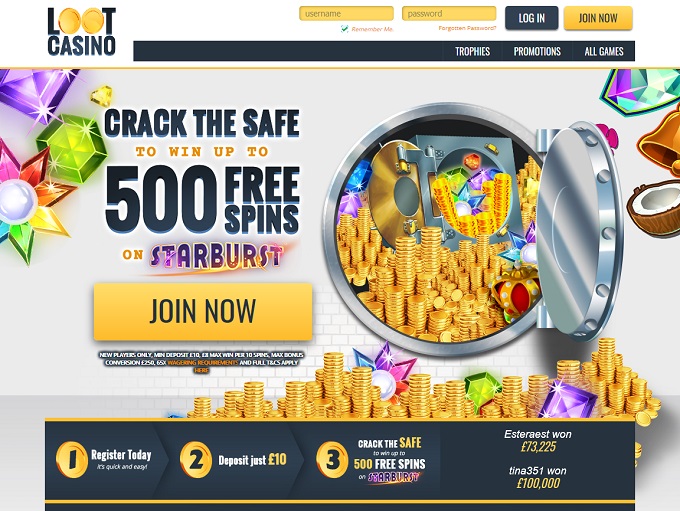 LOOT
CASINO
username
password
LOG IN
JOIN NOW
Remember Me.
Forgotten Password?
TROPHIES
PROMOTIONS
ALL GAMES
CRACK THE SAFE
TO WIN UP TO
500 FREE SPINS
ON STARBURST
JOIN NOW
NEW PLAYERS ONLY, MIN DEPOSIT £10, £8 MAX WIN PER 10 SPINS, MAX BONUS
CONVERSION £250, 65X WAGERING REQUIREMENTS AND FULL T&CS APPLY
HERE
1
Register Today
it's quick and easy!
2
Deposit just £10
3
CRACK THE SAFE
to win up to
500 FREE SPINS
on STARBURST
Esteraest won
£73,225
tina351 won
£100,000